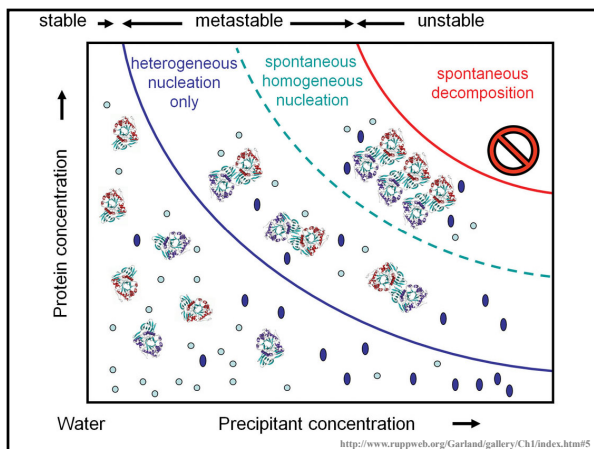 stable metastable unstable
heterogeneous
nucleation
only
spontaneous
homogeneous
nucleation
spontaneous
decomposition
Protein concentration
Water Precipitant concentration
http://www.ruppweb.org/Garland/gallery/Ch1/index.htm#5